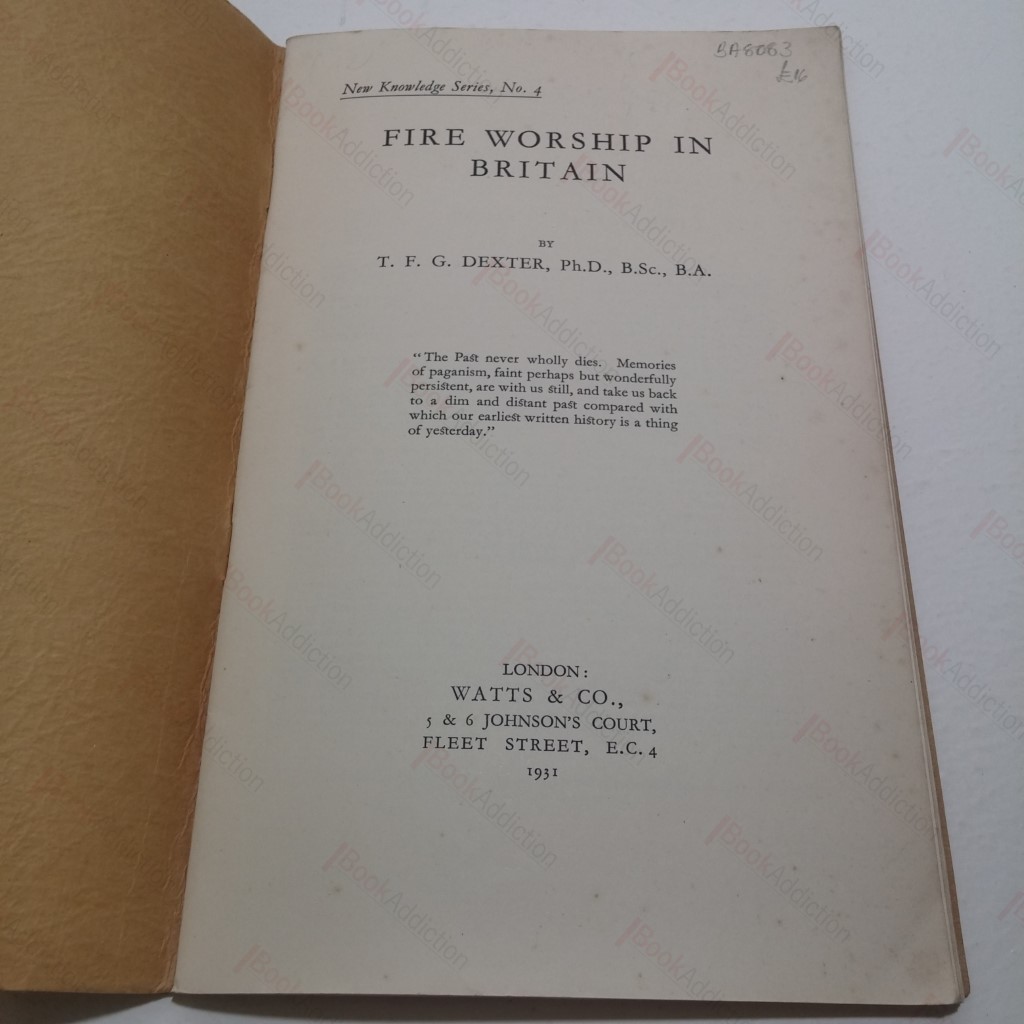 BA8083
£16
New Knowledge Series, No. 4
FIRE WORSHIP IN
BRITAIN
BY
T. F. G. DEXTER, Ph.D., B.Sc., B.A.
“The Past never wholly dies. Memories
of paganism, faint perhaps but wonderfully
persistent, are with us still, and take us back
to a dim and distant past compared with
which our earliest written history is a thing
of yesterday.”
LONDON:
WATTS & CO.,
5 & 6 JOHNSON'S COURT,
FLEET STREET, E.C. 4
1931
BookAddiction